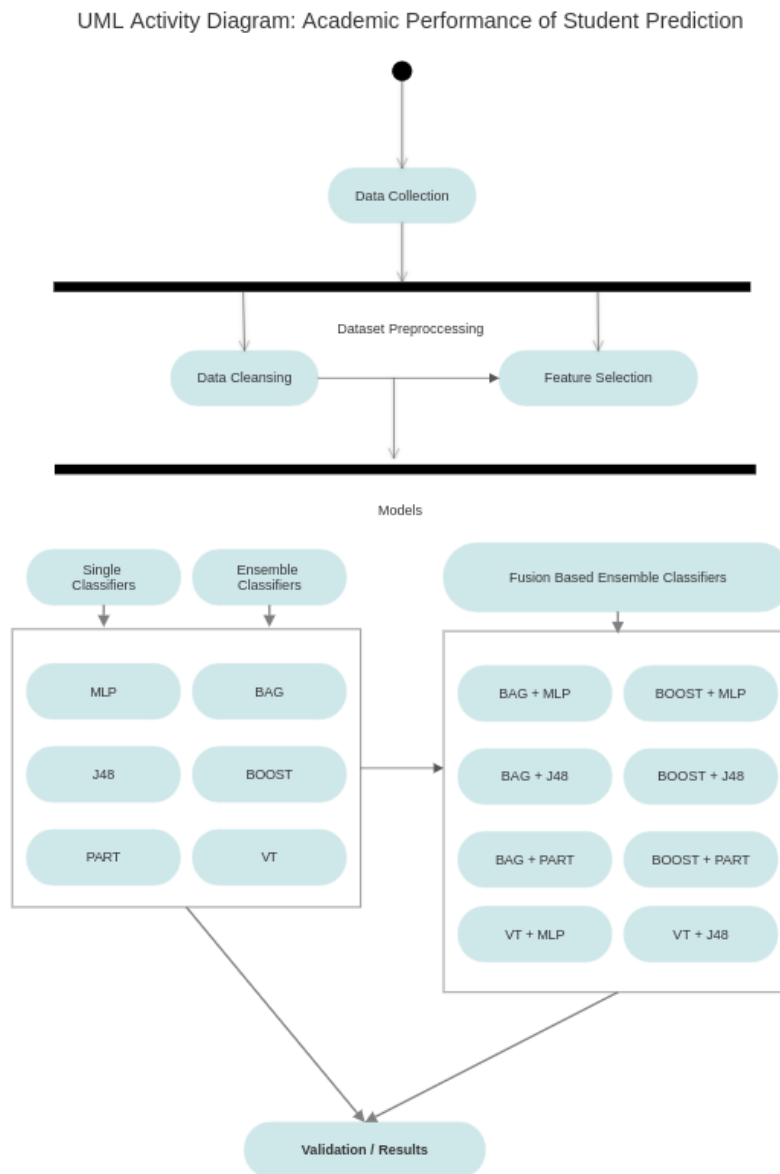 UML Activity Diagram: Academic Performance of Student Prediction
Data Collection
Dataset Preproccessing
Data Cleansing
Feature Selection
Models
Single
Classifiers
Ensemble
Classifiers
Fusion Based Ensemble Classifiers
MLP
BAG
J48
BOOST
PART
VT
BAG + MLP
BOOST + MLP
BAG + J48
BOOST + J48
BAG + PART
BOOST + PART
VT + MLP
VT + J48
Validation / Results